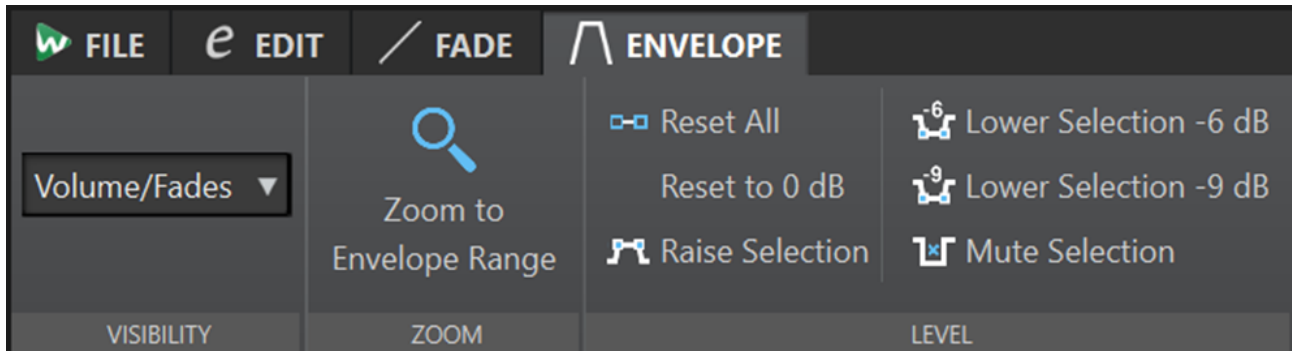 FILE
EDIT
FADE
ENVELOPE
Volume/Fades
VISIBILITY
Zoom to
Envelope Range
ZOOM
Reset All
Reset to 0 dB
Raise Selection
-6
Lower Selection -6 dB
-9
Lower Selection -9 dB
Mute Selection
LEVEL